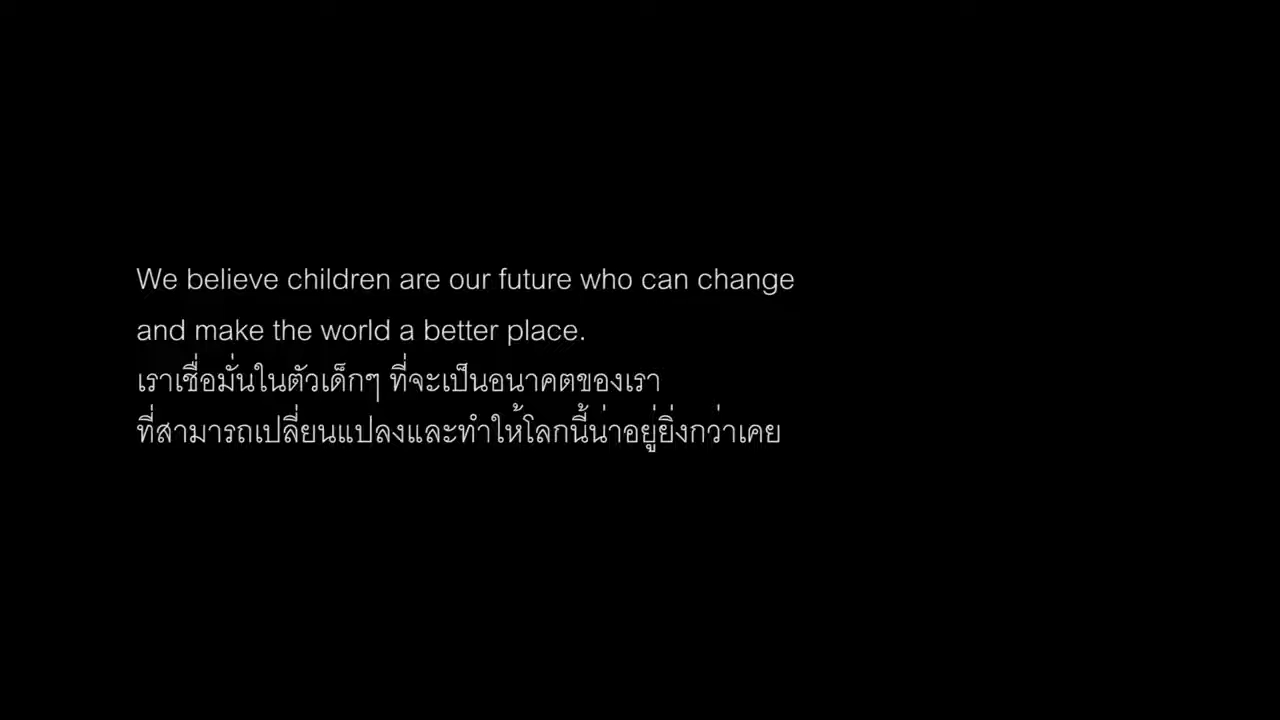 We believe children are our future who can change
and make the world a better place.
เราเชื่อมั่นในตัวเด็กๆ ที่จะเป็นอนาคตของเรา
ที่สามารถเปลี่ยนแปลงและทำให้โลกนี้น่าอยู่ยิ่งกว่าเคย